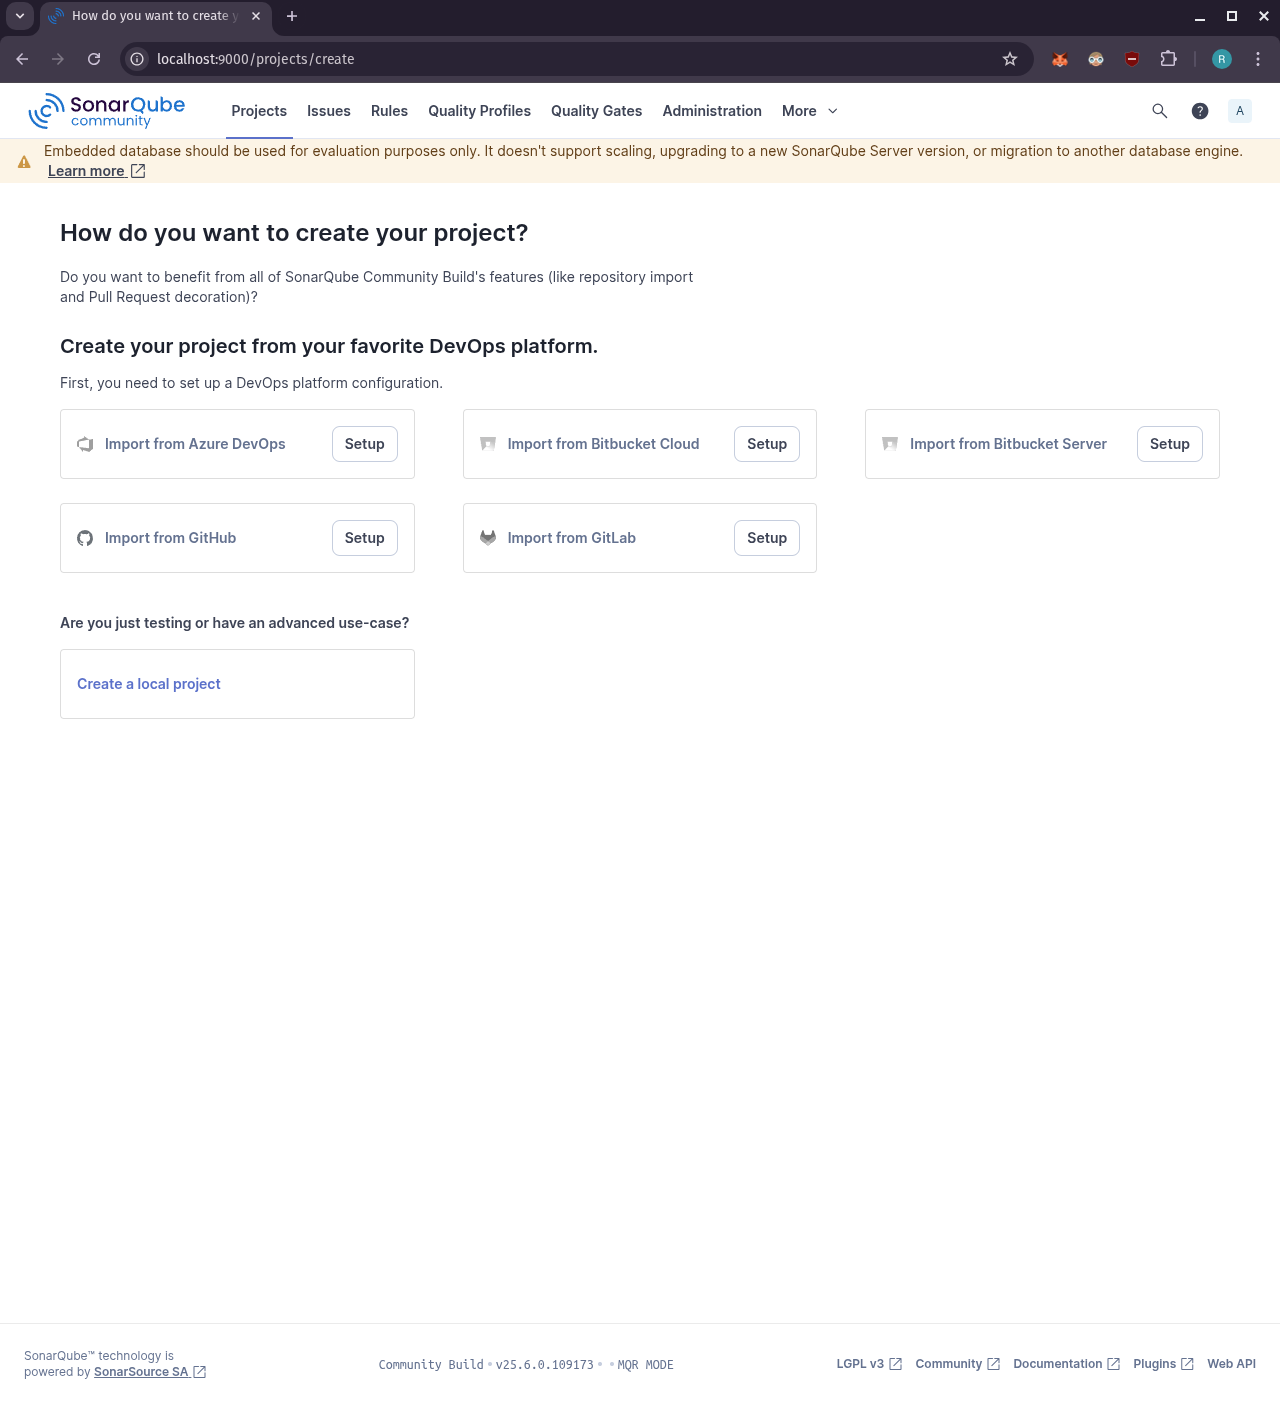 How do you want to create y
localhost:9000/projects/create
R
SonarQube
community
Projects
Issues
Rules
Quality Profiles
Quality Gates
Administration
More
?
A
Embedded database should be used for evaluation purposes only. It doesn't support scaling, upgrading to a new SonarQube Server version, or migration to another database engine.
Learn more
How do you want to create your project?
Do you want to benefit from all of SonarQube Community Build's features (like repository import
and Pull Request decoration)?
Create your project from your favorite DevOps platform.
First, you need to set up a DevOps platform configuration.
Import from Azure DevOps
Setup
Import from Bitbucket Cloud
Setup
Import from Bitbucket Server
Setup
Import from GitHub
Setup
Import from GitLab
Setup
Are you just testing or have an advanced use-case?
Create a local project
SonarQube™ technology is
powered by SonarSource SA
Community Build • v25.6.0.109173 • • MQR MODE
LGPL v3
Community
Documentation
Plugins
Web API